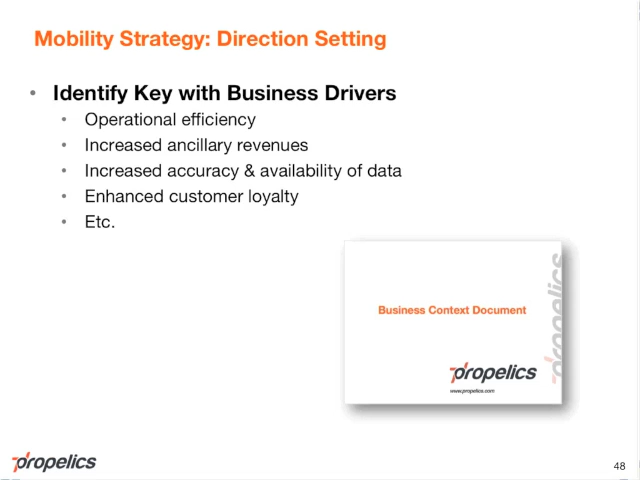 Mobility Strategy: Direction Setting
• Identify Key with Business Drivers
• Operational efficiency
• Increased ancillary revenues
• Increased accuracy & availability of data
• Enhanced customer loyalty
• Etc.
propelics
Business Context Document
propelics
www.propelics.com
propelics
48